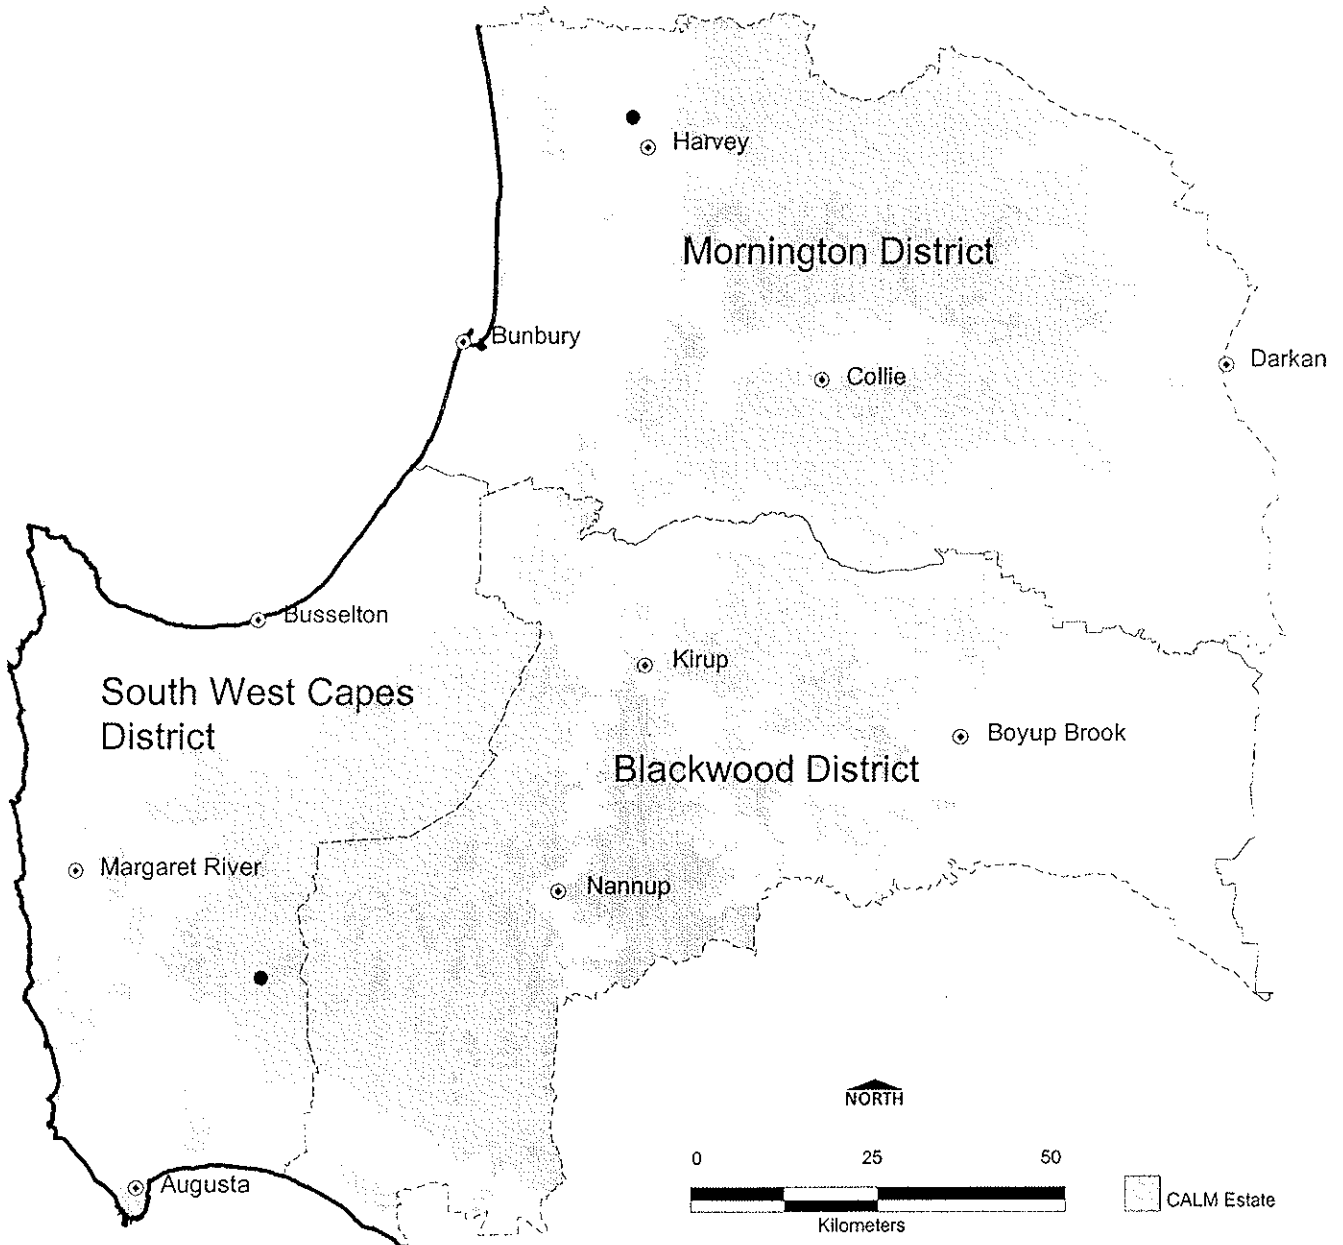 Harvey
Mornington District
Bunbury
Collie
Darkan
Busselton
Kirup
South West Capes
District
Boyup Brook
Blackwood District
Margaret River
Nannup
NORTH
0 25 50
Kilometers
Augusta
CALM Estate